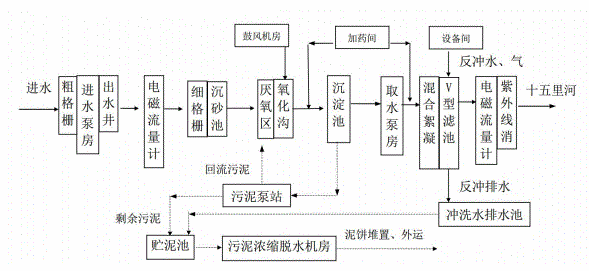 鼓风机房
加药间
设备间
反冲水、气
进水
粗格栅
进水泵房
出水井
电磁流量计
细格栅
沉砂池
厌氧区
氧化沟
沉淀池
取水泵房
混合絮凝
V型滤池
电磁流量计
紫外线消
十五里河
回流污泥
反冲排水
污泥泵站
冲洗水排水池
剩余污泥
贮泥池
污泥浓缩脱水机房
泥饼堆置、外运